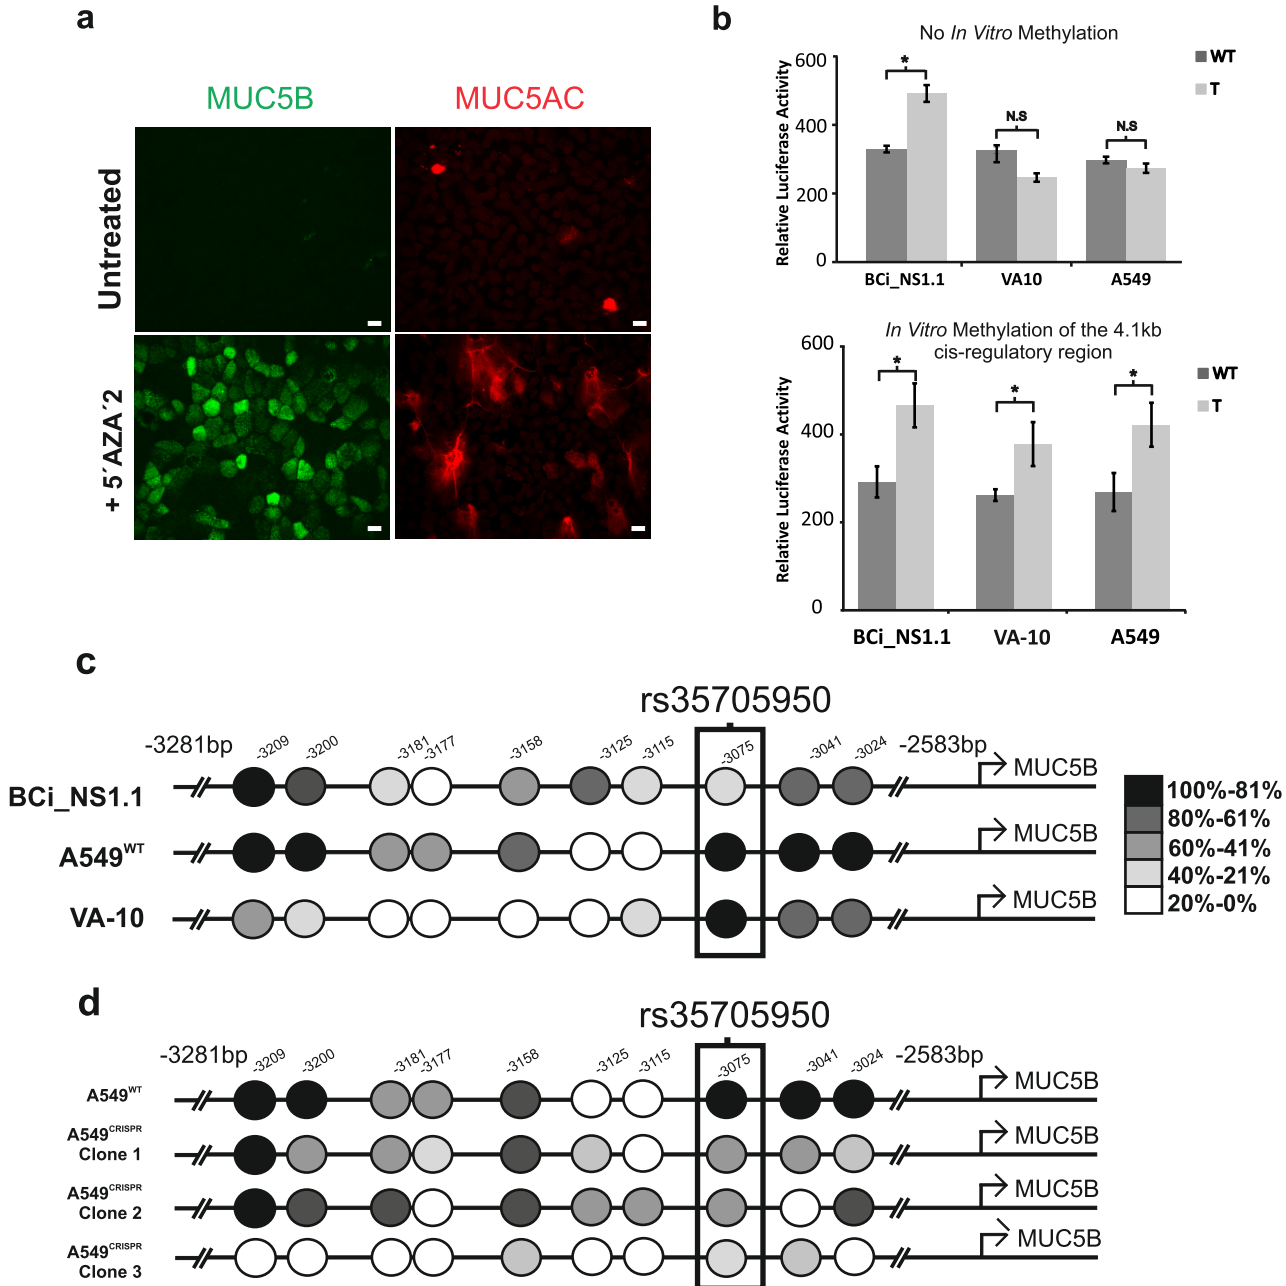 a
MUC5B MUC5AC
Untreated
+ 5´AZA´2
b
No In Vitro Methylation
Relative Luciferase Activity
600
400
200
0
* N.S N.S
WT
T
BCi_NS1.1 VA10 A549
In Vitro Methylation of the 4.1kb
cis-regulatory region
Relative Luciferase Activity
600
400
200
0
* * *
WT
T
BCi_NS1.1 VA-10 A549
c
rs35705950
-3281bp -3209 -3200 -3181 -3177 -3158 -3125 -3115 -3075 -3041 -3024 -2583bp
BCi_NS1.1 MUC5B
A549WT MUC5B
VA-10 MUC5B
100%-81%
80%-61%
60%-41%
40%-21%
20%-0%
d
rs35705950
-3281bp -3209 -3200 -3181 -3177 -3158 -3125 -3115 -3075 -3041 -3024 -2583bp
A549WT MUC5B
A549CRISPR
Clone 1 MUC5B
A549CRISPR
Clone 2 MUC5B
A549CRISPR
Clone 3 MUC5B